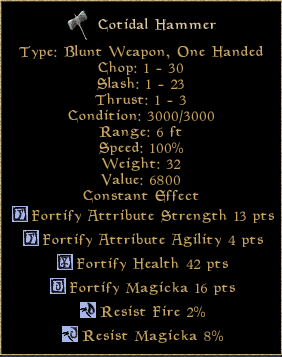 Cotidal Hammer
Type: Blunt Weapon, One Handed
Chop: 1 - 30
Slash: 1 - 23
Thrust: 1 - 3
Condition: 3000/3000
Range: 6 ft
Speed: 100%
Weight: 32
Value: 6800
Constant Effect
Fortify Attribute Strength 13 pts
Fortify Attribute Agility 4 pts
Fortify Health 42 pts
Fortify Magicka 16 pts
Resist Fire 2%
Resist Magicka 8%